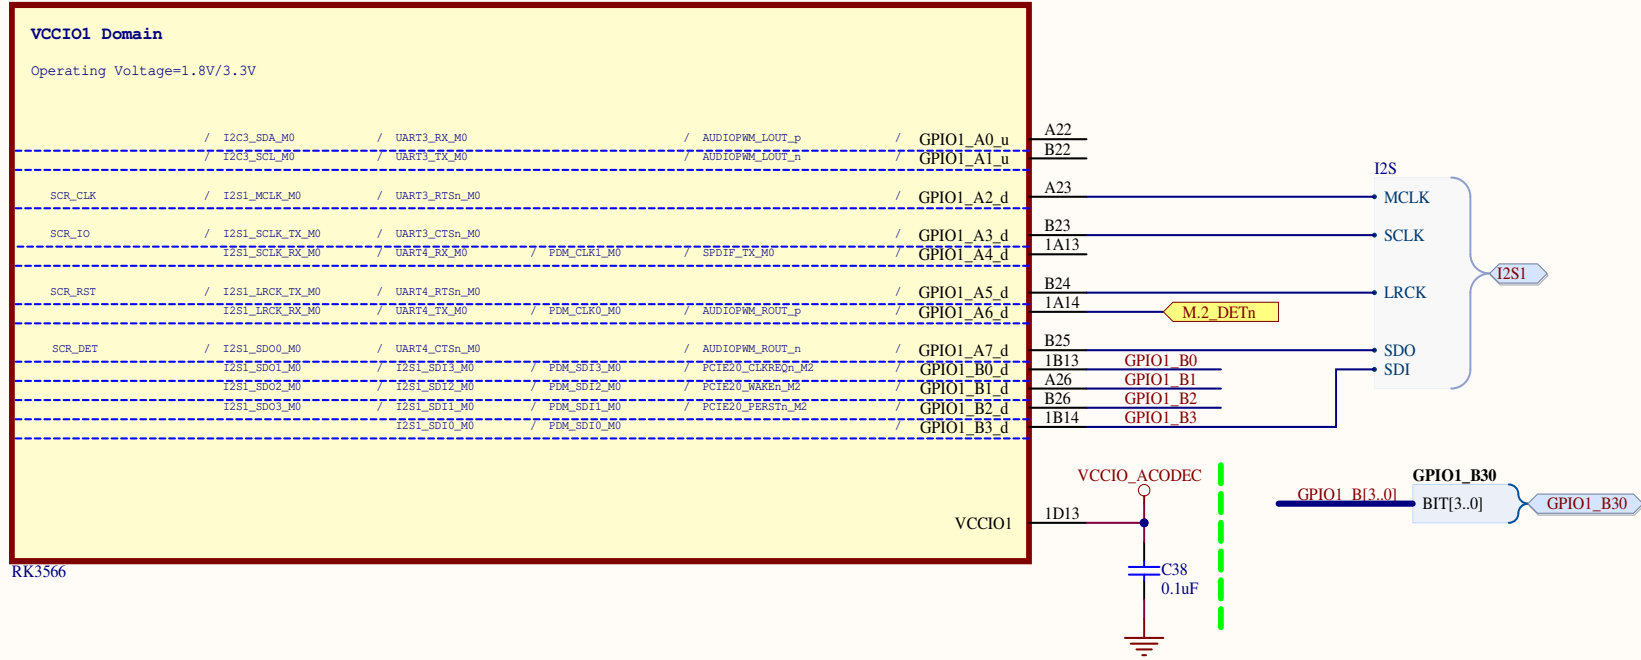 VCCIO1 Domain
Operating Voltage=1.8V/3.3V
/ I2C3_SDA_M0 / UART3_RX_M0 / AUDIOPWM_LOUT_p / GPIO1_A0_u A22
/ I2C3_SCL_M0 / UART3_TX_M0 / AUDIOPWM_LOUT_n / GPIO1_A1_u B22
I2S
SCR_CLK / I2S1_MCLK_M0 / UART3_RTSn_M0 / GPIO1_A2_d A23 MCLK
SCR_IO / I2S1_SCLK_TX_M0 / UART3_CTSn_M0 / GPIO1_A3_d B23 SCLK
I2S1_SCLK_RX_M0 / UART4_RX_M0 / PDM_CLK1_M0 / SPDIF_TX_M0 / GPIO1_A4_d 1A13
I2S1
SCR_RST / I2S1_LRCK_TX_M0 / UART4_RTSn_M0 / GPIO1_A5_d B24 LRCK
I2S1_LRCK_RX_M0 / UART4_TX_M0 / PDM_CLK0_M0 / AUDIOPWM_ROUT_p / GPIO1_A6_d 1A14 M.2_DETn
SCR_DET / I2S1_SDO0_M0 / UART4_CTSn_M0 / AUDIOPWM_ROUT_n / GPIO1_A7_d B25 SDO
I2S1_SDO1_M0 / I2S1_SDI3_M0 / PDM_SDI3_M0 / PCIE20_CLKREQn_M2 / GPIO1_B0_d 1B13 GPIO1_B0 SDI
I2S1_SDO2_M0 / I2S1_SDI2_M0 / PDM_SDI2_M0 / PCIE20_WAKEn_M2 / GPIO1_B1_d A26 GPIO1_B1
I2S1_SDO3_M0 / I2S1_SDI1_M0 / PDM_SDI1_M0 / PCIE20_PERSTn_M2 / GPIO1_B2_d B26 GPIO1_B2
I2S1_SDI0_M0 / PDM_SDI0_M0 / GPIO1_B3_d 1B14 GPIO1_B3
VCCIO_ACODEC GPIO1_B30
GPIO1_B[3..0] BIT[3..0] GPIO1_B30
VCCIO1 1D13
RK3566 C38
0.1uF